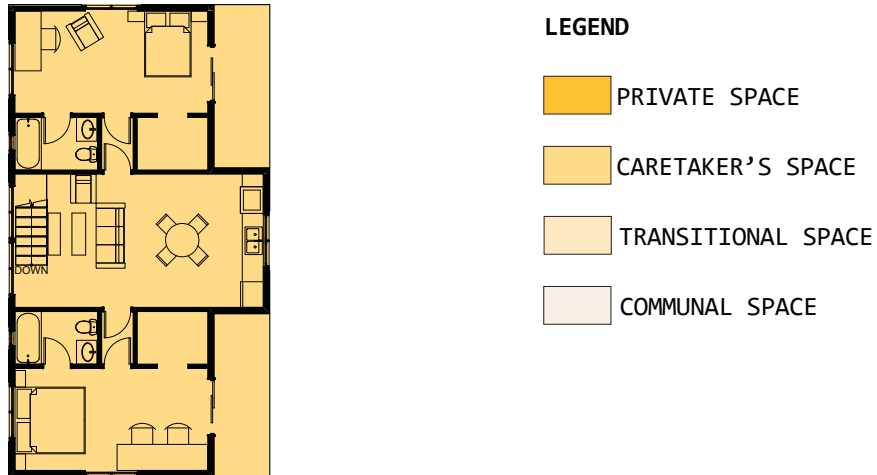 LEGEND
PRIVATE SPACE
CARETAKER’S SPACE
TRANSITIONAL SPACE
COMMUNAL SPACE
DOWN